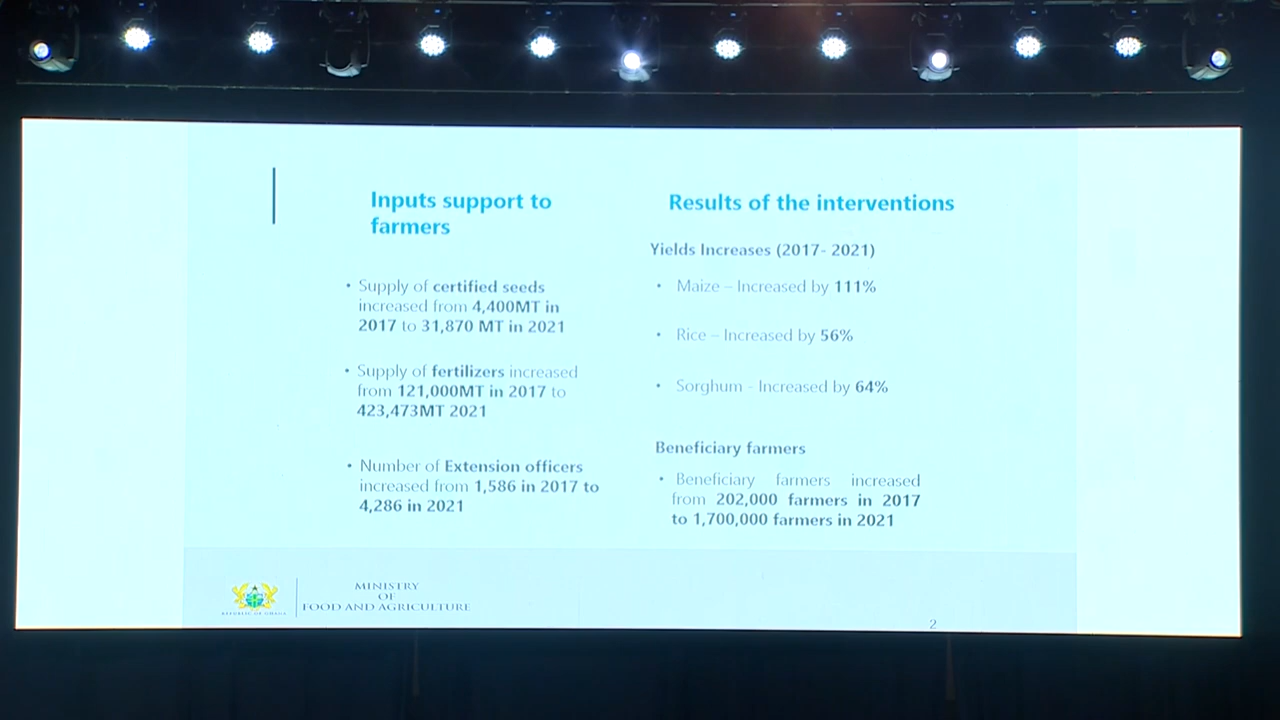 Inputs support to
farmers
• Supply of certified seeds
increased from 4,400MT in
2017 to 31,870 MT in 2021
• Supply of fertilizers increased
from 121,000MT in 2017 to
423,473MT 2021
• Number of Extension officers
increased from 1,586 in 2017 to
4,286 in 2021
Results of the interventions
Yields Increases (2017- 2021)
• Maize – Increased by 111%
• Rice – Increased by 56%
• Sorghum - Increased by 64%
Beneficiary farmers
• Beneficiary farmers increased
from 202,000 farmers in 2017
to 1,700,000 farmers in 2021
REPUBLIC OF GHANA
MINISTRY
OF
FOOD AND AGRICULTURE
2